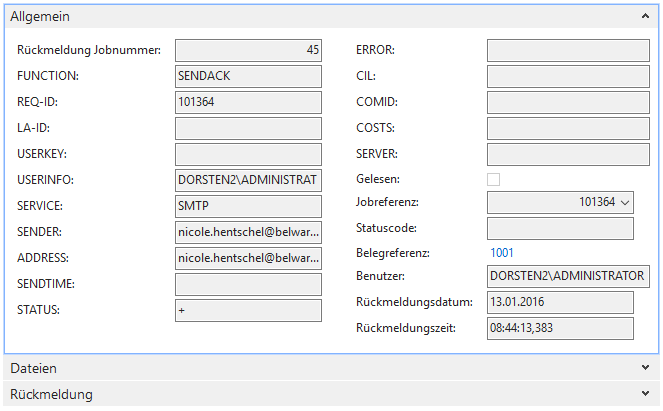 Allgemein
Rückmeldung Jobnummer: 45
FUNCTION: SENDACK
REQ-ID: 101364
LA-ID:
USERKEY:
USERINFO: DORSTEN2\ADMINISTRAT
SERVICE: SMTP
SENDER: nicole.hentschel@belwar...
ADDRESS: nicole.hentschel@belwar...
SENDTIME:
STATUS: +
ERROR:
CIL:
COMID:
COSTS:
SERVER:
Gelesen:
Jobreferenz: 101364
Statuscode:
Belegreferenz: 1001
Benutzer: DORSTEN2\ADMINISTRATOR
Rückmeldungsdatum: 13.01.2016
Rückmeldungszeit: 08:44:13,383
Dateien
Rückmeldung